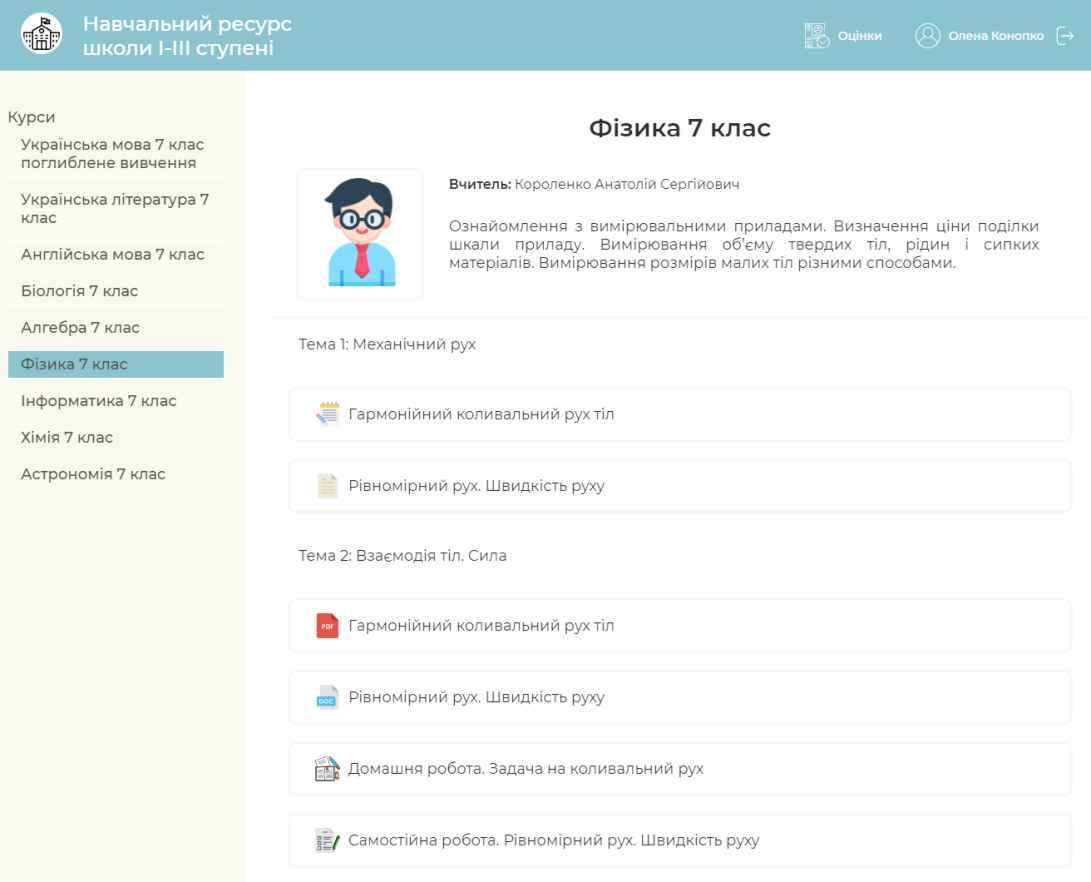 Навчальний ресурс
школи І-ІІІ ступені
Оцінки
Олена Конопко
Курси
Українська мова 7 клас
поглиблене вивчення
Українська література 7
клас
Англійська мова 7 клас
Біологія 7 клас
Алгебра 7 клас
Фізика 7 клас
Інформатика 7 клас
Хімія 7 клас
Астрономія 7 клас
Фізика 7 клас
Вчитель: Короленко Анатолій Сергійович
Ознайомлення з вимірювальними приладами. Визначення ціни поділки
шкали приладу. Вимірювання об’єму твердих тіл, рідин і сипких
матеріалів. Вимірювання розмірів малих тіл різними способами.
Тема 1: Механічний рух
Гармонійний коливальний рух тіл
Рівномірний рух. Швидкість руху
Тема 2: Взаємодія тіл. Сила
PDF
Гармонійний коливальний рух тіл
DOC
Рівномірний рух. Швидкість руху
Домашня робота. Задача на коливальний рух
Самостійна робота. Рівномірний рух. Швидкість руху